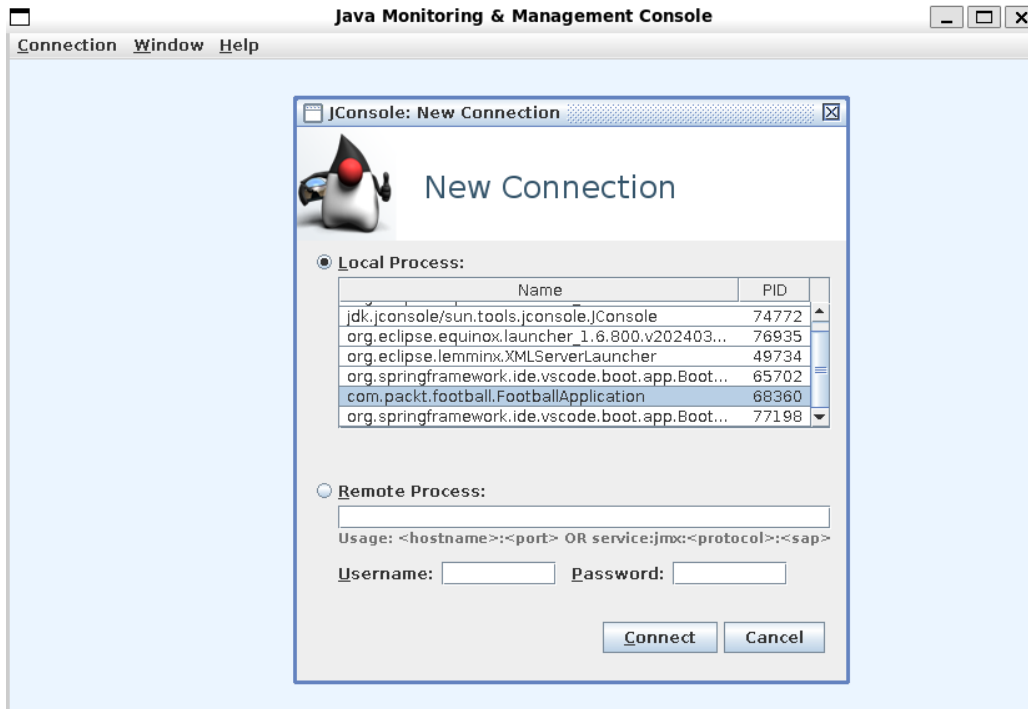 Java Monitoring & Management Console
Connection Window Help
JConsole: New Connection
New Connection
Local Process:
Name PID
jdk.jconsole/sun.tools.jconsole.JConsole 74772
org.eclipse.equinox.launcher_1.6.800.v202403... 76935
org.eclipse.lemminx.XMLServerLauncher 49734
org.springframework.ide.vscode.boot.app.Boot... 65702
com.packt.football.FootballApplication 68360
org.springframework.ide.vscode.boot.app.Boot... 77198
Remote Process:
Usage: <hostname>:<port> OR service:jmx:<protocol>:<sap>
Username: Password:
Connect Cancel